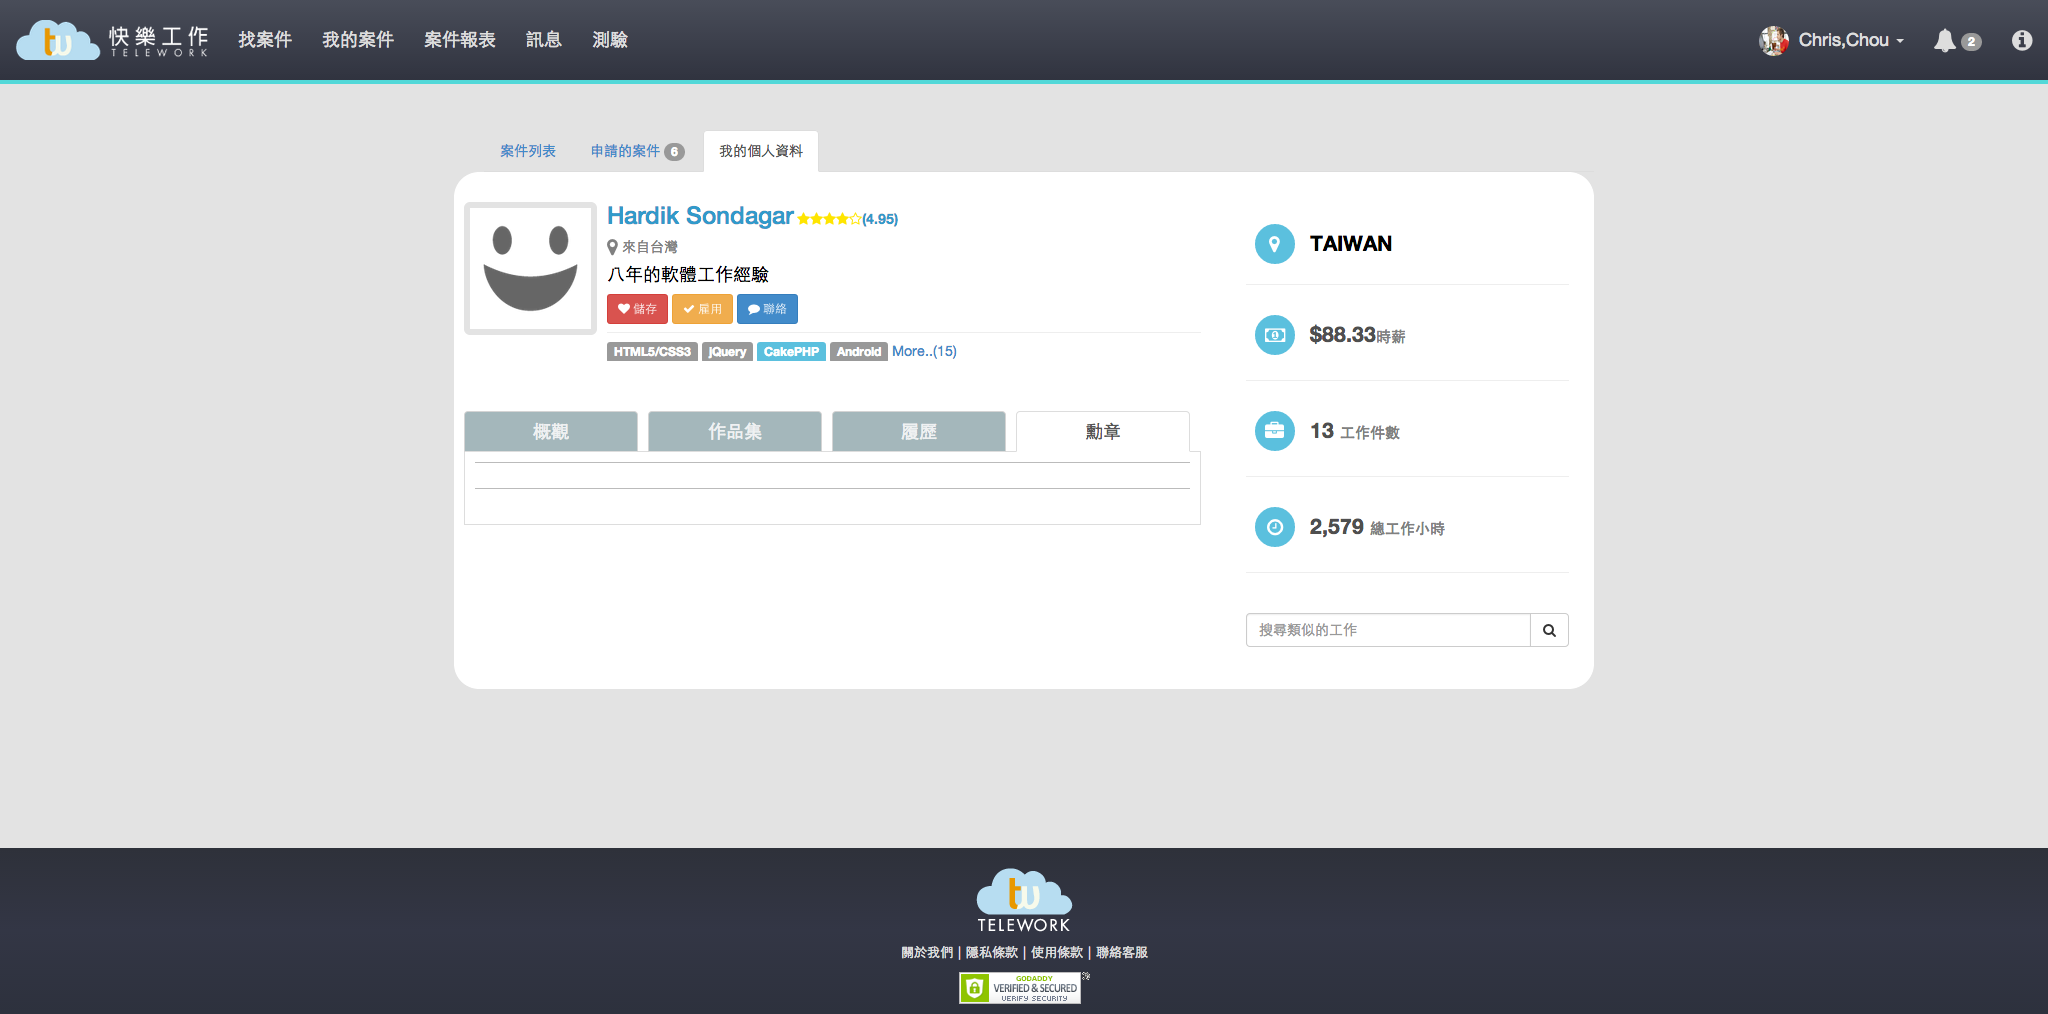 tw 快樂工作 TELEWORK 找案件 我的案件 案件報表 訊息 測驗 Chris,Chou 2
案件列表 申請的案件 6 我的個人資料
Hardik Sondagar (4.95)
來自台灣
八年的軟體工作經驗
儲存 雇用 聯絡
HTML5/CSS3 jQuery CakePHP Android More..(15)
概觀 作品集 履歷 勳章
TAIWAN
$88.33時薪
13 工作件數
2,579 總工作小時
搜尋類似的工作
tw
TELEWORK
關於我們 | 隱私條款 | 使用條款 | 聯絡客服
GODADDY
VERIFIED & SECURED
VERIFY SECURITY